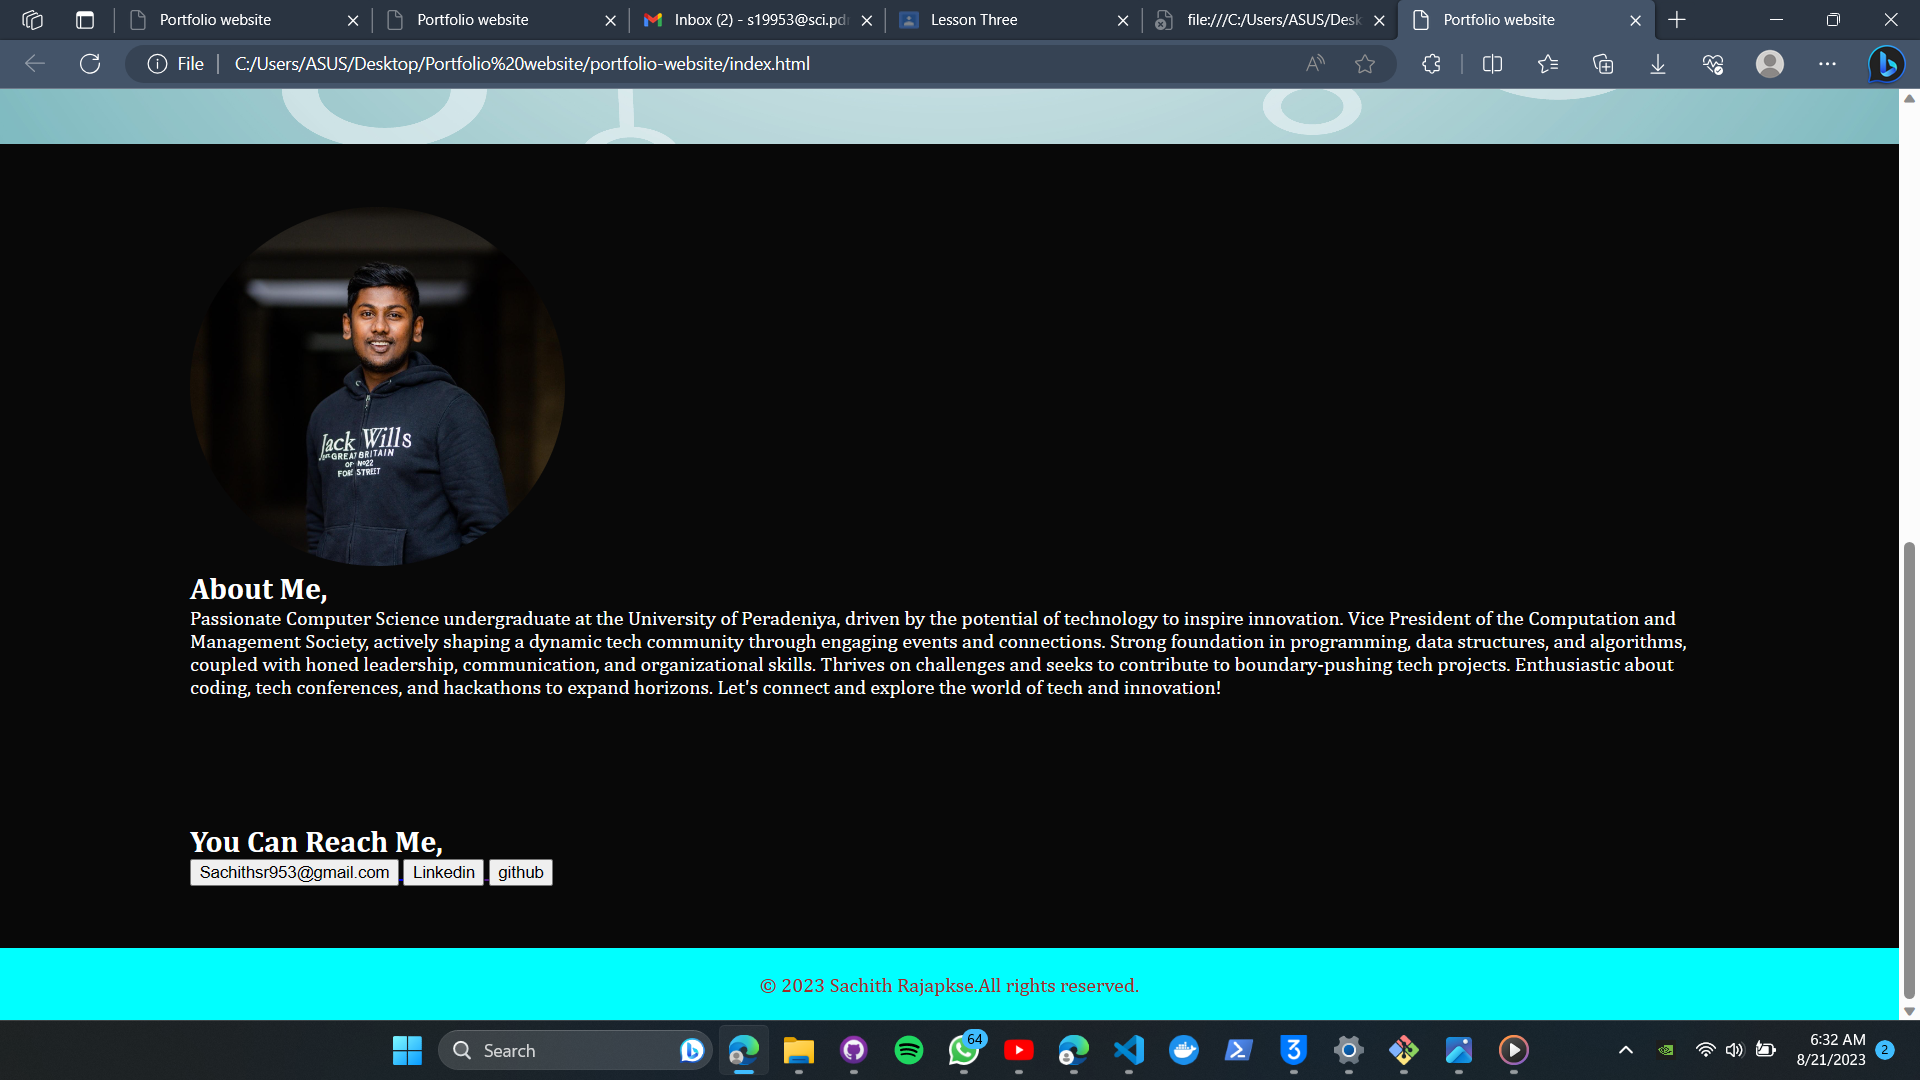 Portfolio website
Portfolio website
Inbox (2) - s19953@sci.pdn
Lesson Three
file:///C:/Users/ASUS/Desk
Portfolio website
File
C:/Users/ASUS/Desktop/Portfolio%20website/portfolio-website/index.html
Jack Wills
GREAT BRITAIN
OF Nº22
FORE STREET
About Me,
Passionate Computer Science undergraduate at the University of Peradeniya, driven by the potential of technology to inspire innovation. Vice President of the Computation and
Management Society, actively shaping a dynamic tech community through engaging events and connections. Strong foundation in programming, data structures, and algorithms,
coupled with honed leadership, communication, and organizational skills. Thrives on challenges and seeks to contribute to boundary-pushing tech projects. Enthusiastic about
coding, tech conferences, and hackathons to expand horizons. Let's connect and explore the world of tech and innovation!
You Can Reach Me,
Sachithsr953@gmail.com Linkedin github
© 2023 Sachith Rajapkse.All rights reserved.
Search
64
3
6:32 AM
8/21/2023
2